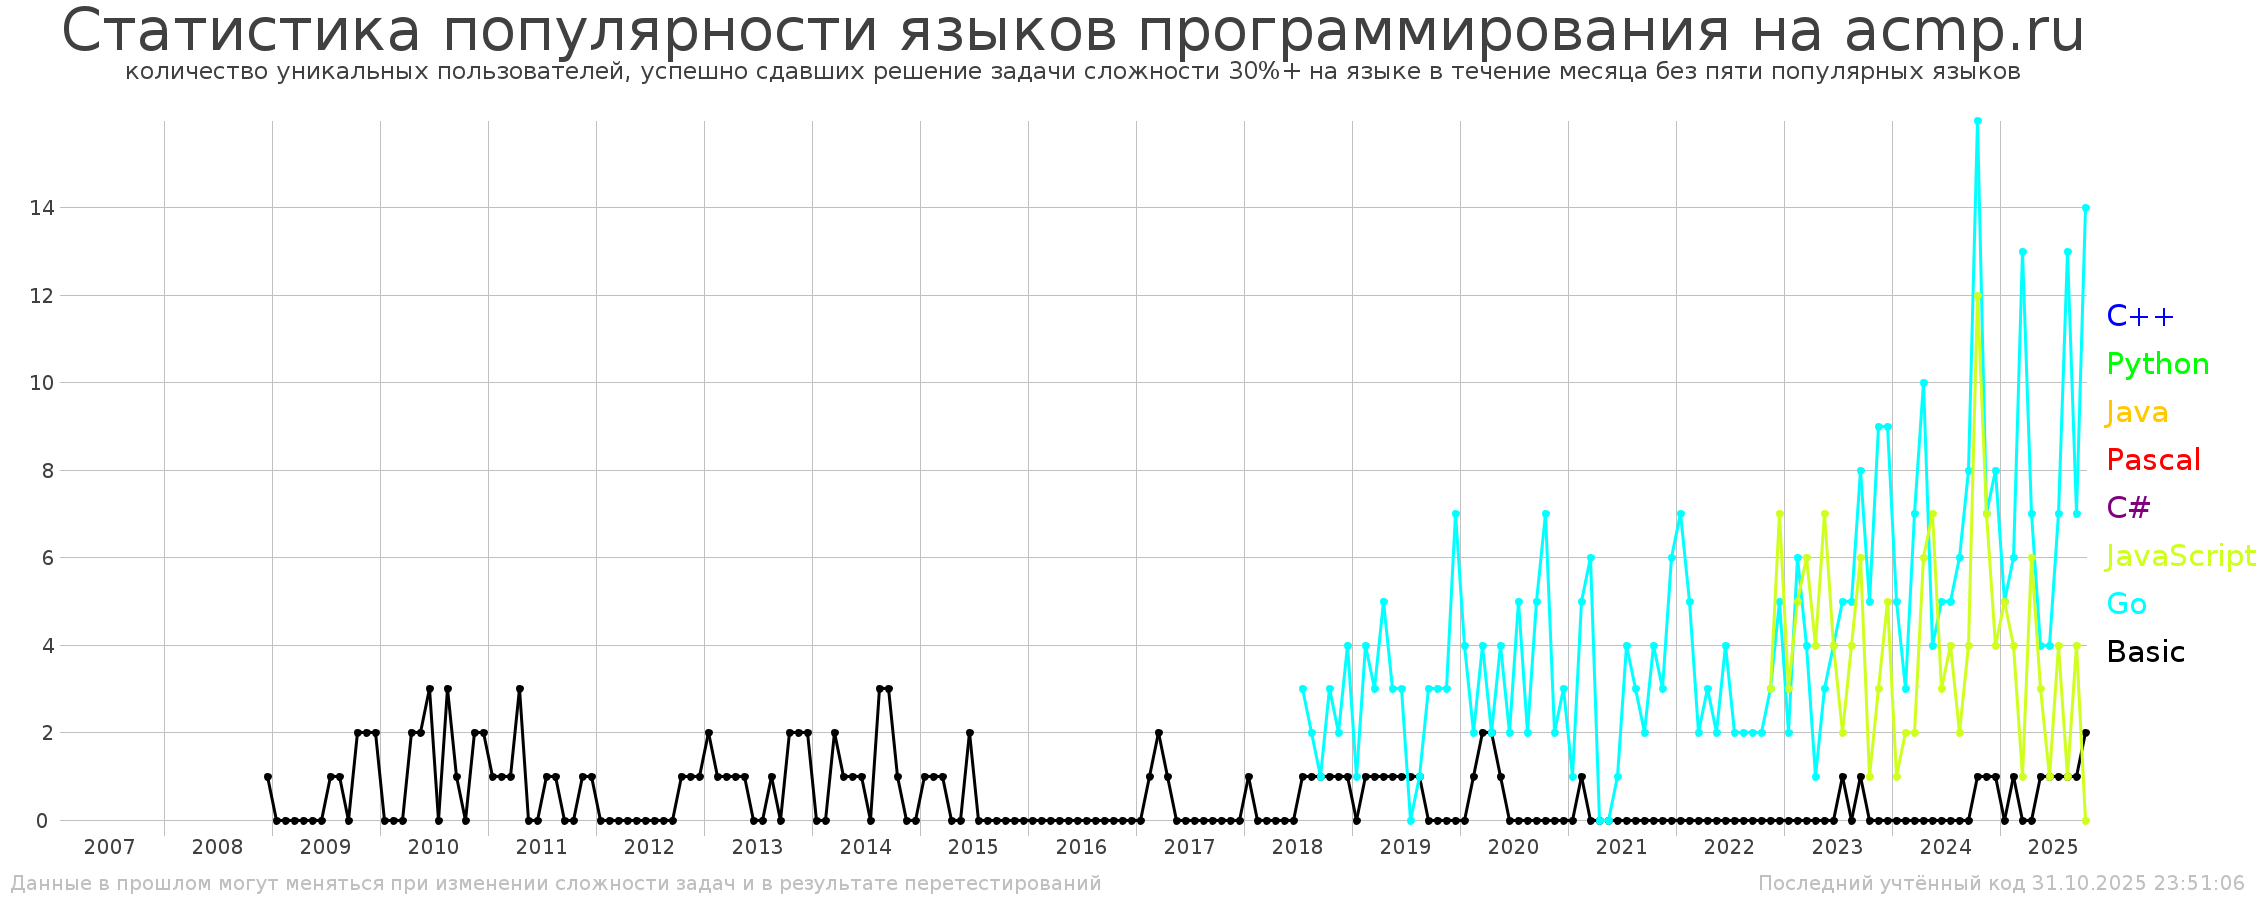 Статистика популярности языков программирования на acmp.ru
количество уникальных пользователей, успешно сдавших решение задачи сложности 30%+ на языке в течение месяца без пяти популярных языков
14
12
10
8
6
4
2
0
C++
Python
Java
Pascal
C#
JavaScript
Go
Basic
2007 2008 2009 2010 2011 2012 2013 2014 2015 2016 2017 2018 2019 2020 2021 2022 2023 2024 2025
Данные в прошлом могут меняться при изменении сложности задач и в результате перетестирований
Последний учтённый код 31.10.2025 23:51:06